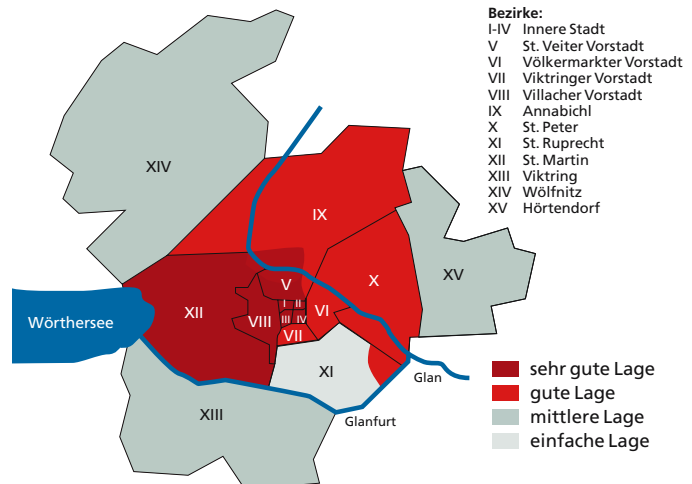 Bezirke:
I-IV Innere Stadt
V St. Veiter Vorstadt
VI Völkermarkter Vorstadt
VII Viktringer Vorstadt
VIII Villacher Vorstadt
IX Annabichl
X St. Peter
XI St. Ruprecht
XII St. Martin
XIII Viktring
XIV Wölfnitz
XV Hörtendorf
XIV
IX
XV
X
V
I II
XII
VIII
III IV
VI
VII
Wörthersee
XI
Glan
XIII
Glanfurt
sehr gute Lage
gute Lage
mittlere Lage
einfache Lage